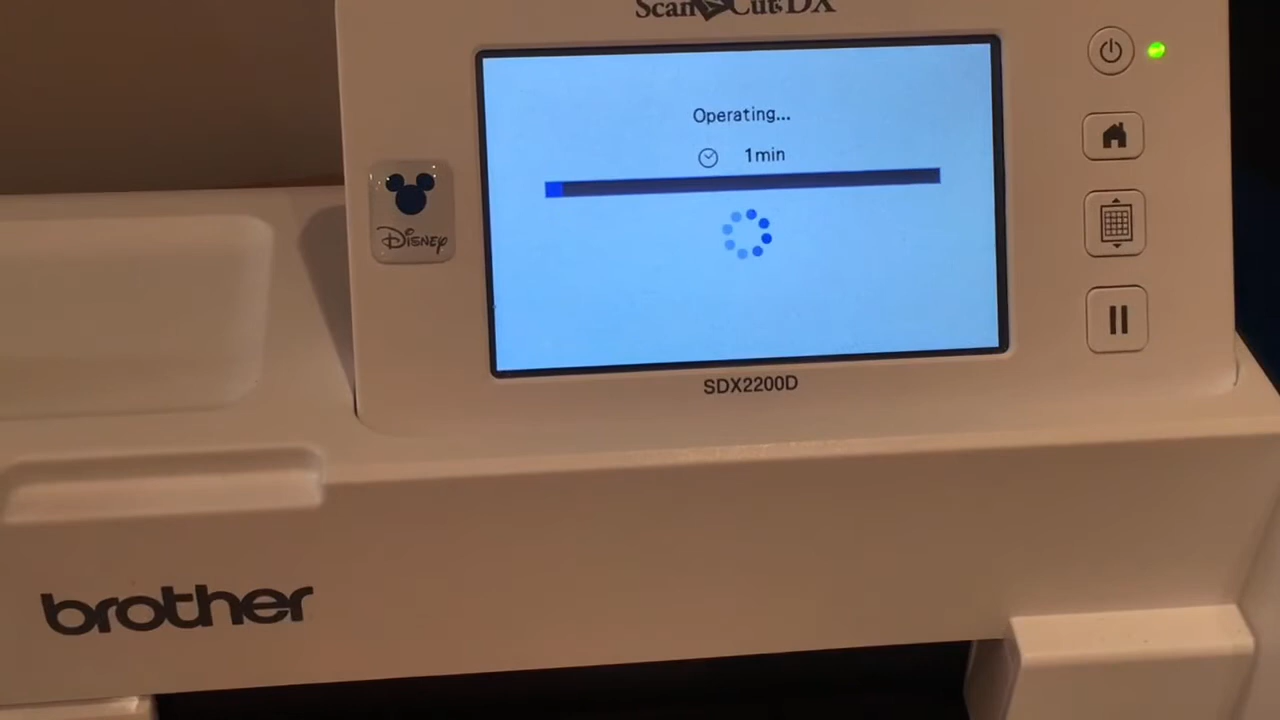 ScanNCutDX
Operating...
1min
Disney
SDX2200D
brother